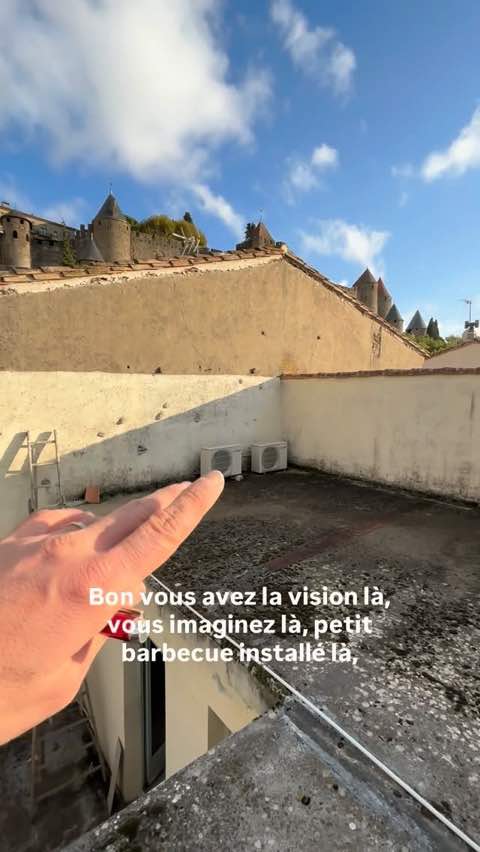 Bon vous avez la vision là,
vous imaginez là, petit
barbecue installé là,